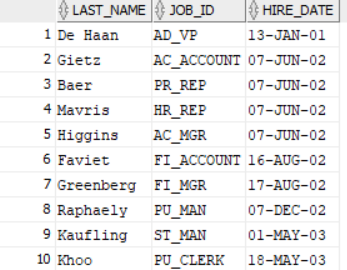 LAST_NAME JOB_ID HIRE_DATE
1 De Haan AD_VP 13-JAN-01
2 Gietz AC_ACCOUNT 07-JUN-02
3 Baer PR_REP 07-JUN-02
4 Mavris HR_REP 07-JUN-02
5 Higgins AC_MGR 07-JUN-02
6 Faviet FI_ACCOUNT 16-AUG-02
7 Greenberg FI_MGR 17-AUG-02
8 Raphaely PU_MAN 07-DEC-02
9 Kaufling ST_MAN 01-MAY-03
10 Khoo PU_CLERK 18-MAY-03